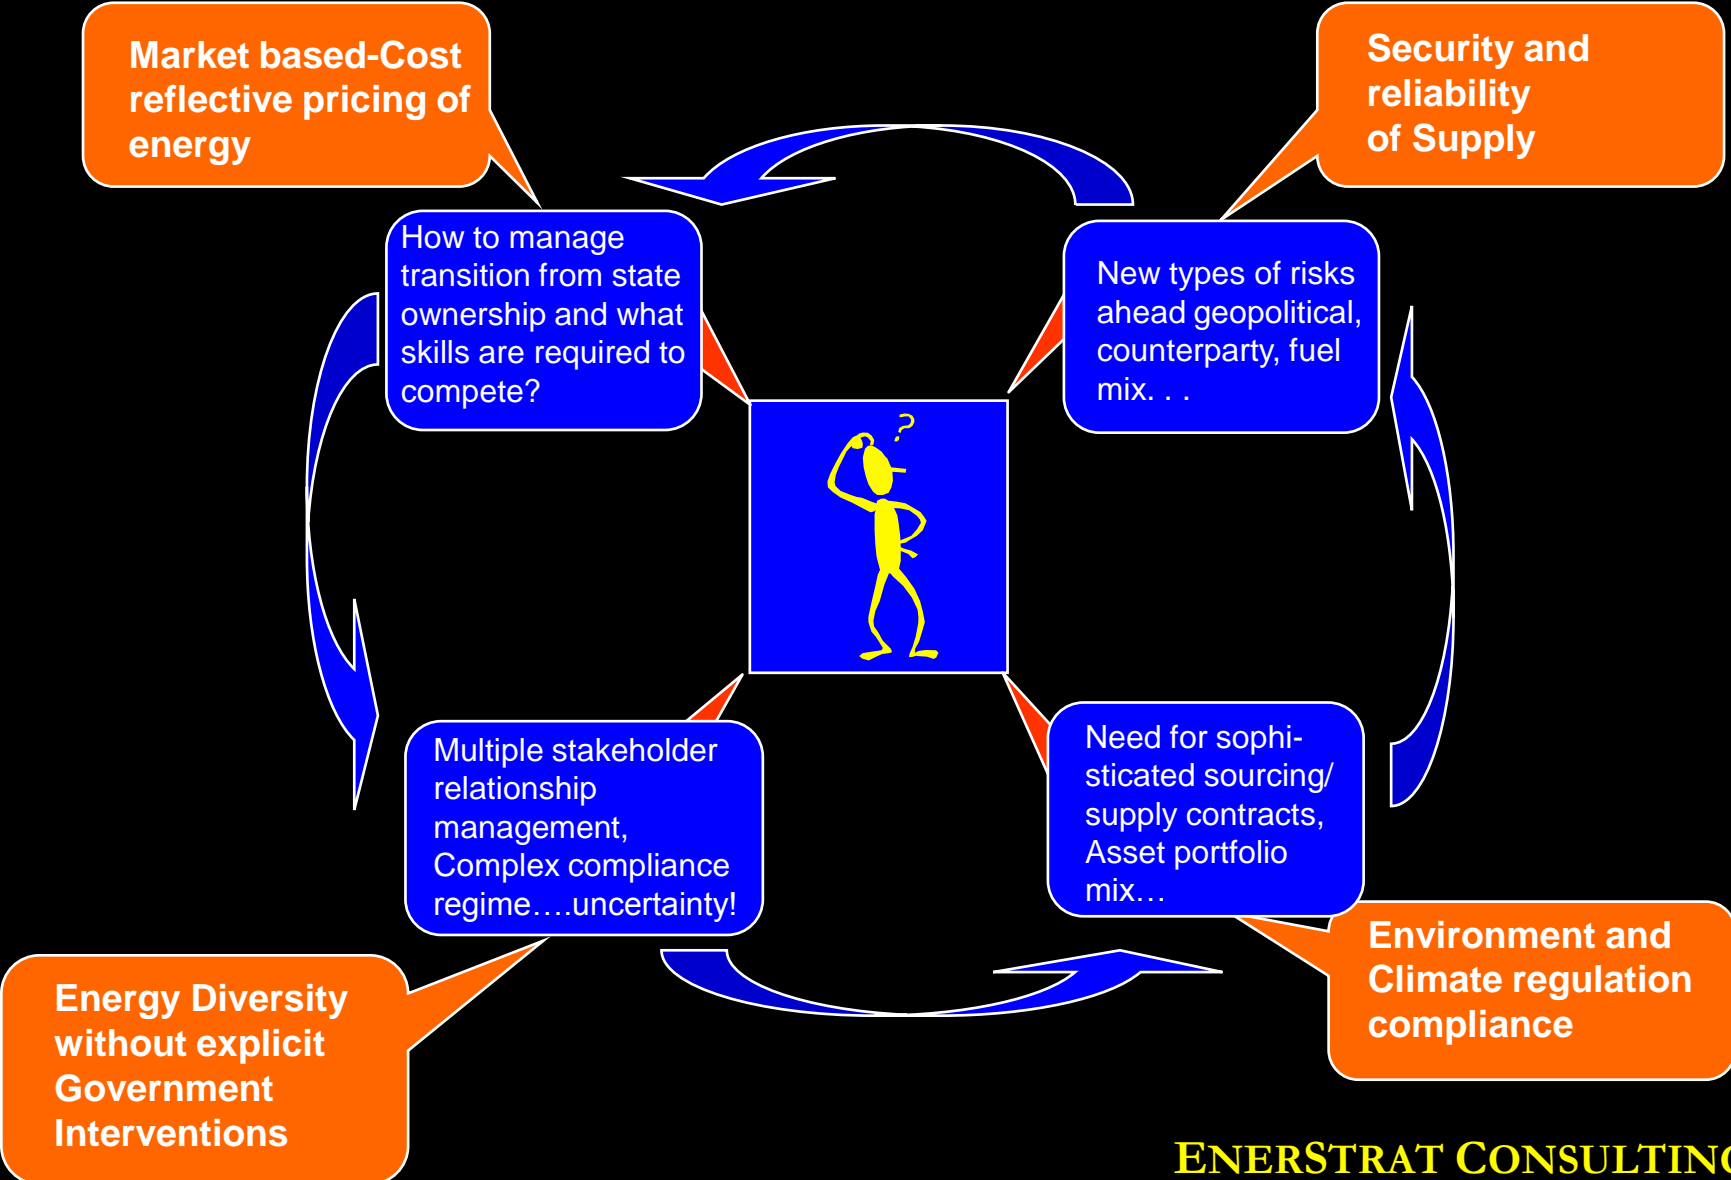 Market based-Cost
reflective pricing of
energy
Security and
reliability
of Supply
How to manage
transition from state
ownership and what
skills are required to
compete?
New types of risks
ahead geopolitical,
counterparty, fuel
mix. . .
?
Multiple stakeholder
relationship
management,
Complex compliance
regime….uncertainty!
Need for sophi-
sticated sourcing/
supply contracts,
Asset portfolio
mix…
Energy Diversity
without explicit
Government
Interventions
Environment and
Climate regulation
compliance
ENERSTRAT CONSULTING